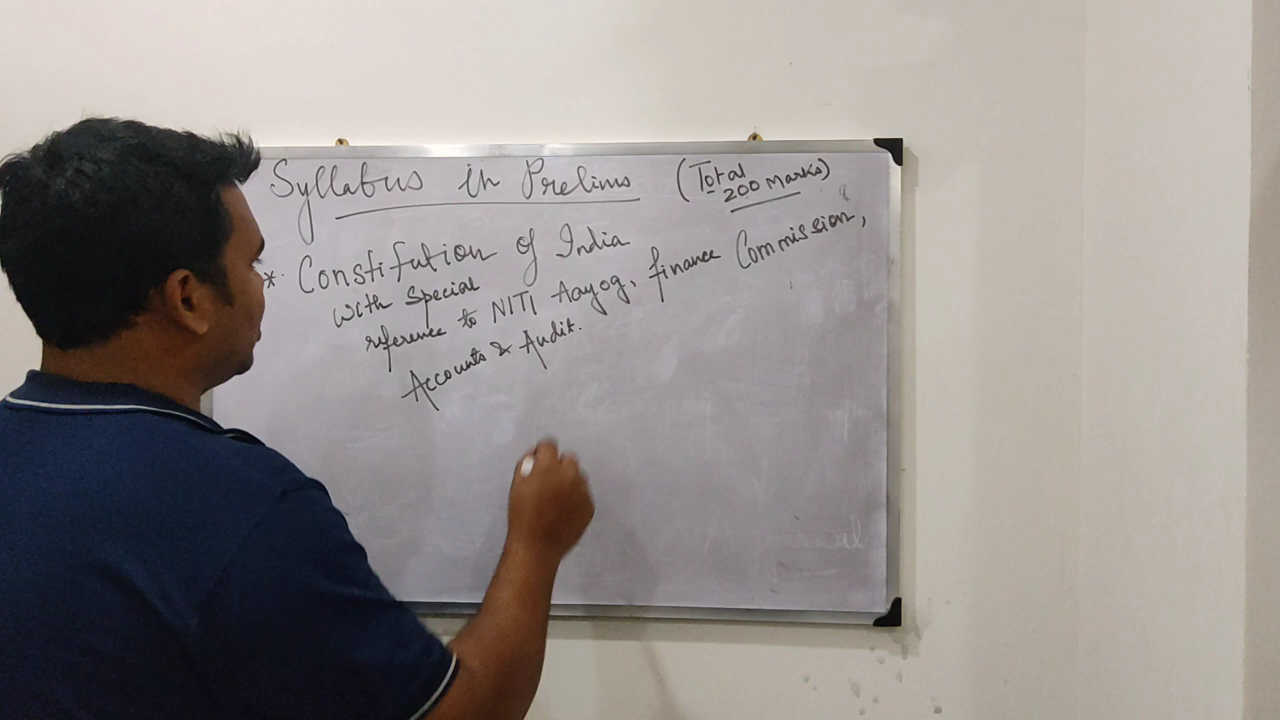 Syllabus in Prelims (Total
200 Marks)
*. Constitution of India
with special
reference to NITI Aayog, finance Commission,
Accounts & Audit.